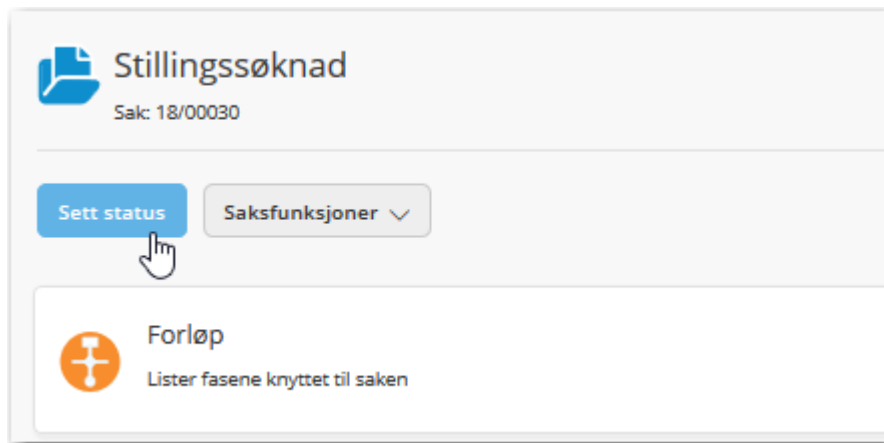 Stillingssøknad
Sak: 18/00030
Sett status
Saksfunksjoner
Forløp
Lister fasene knyttet til saken